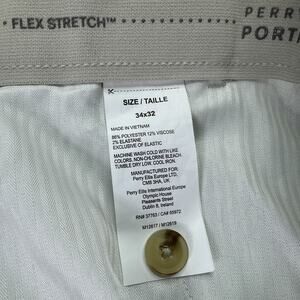 FLEX STRETCH™
PERRY
PORT
SIZE / TAILLE
34x32
MADE IN VIETNAM
86% POLYESTER 12% VISCOSE
2% ELASTANE
EXCLUSIVE OF ELASTIC
MACHINE WASH COLD WITH LIKE
COLORS, NON-CHLORINE BLEACH,
TUMBLE DRY LOW, COOL IRON.
MANUFACTURED FOR:
Perry Ellis Europe LTD.
CM8 3HA, UK.
Perry Ellis International Europe
Olympic House
Pleasants Street
Dublin 8, Ireland
RN# 37763 / CA# 55972
M12617 / M12619